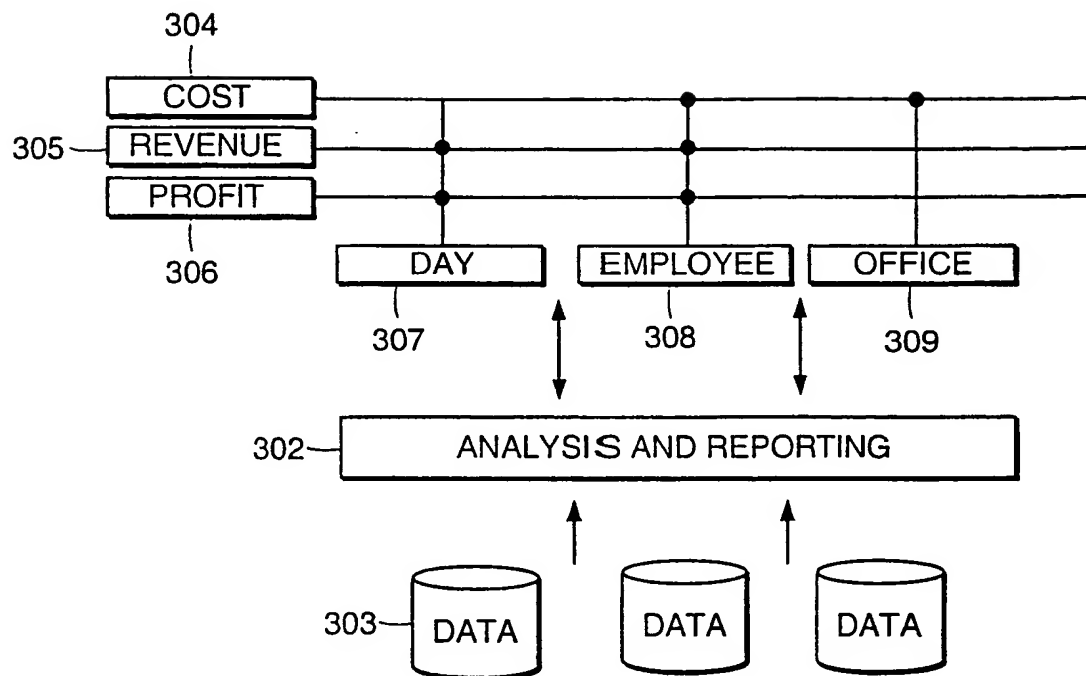 304
COST
305
REVENUE
PROFIT
306
DAY
EMPLOYEE
OFFICE
307
308
309
302
ANALYSIS AND REPORTING
303
DATA
DATA
DATA